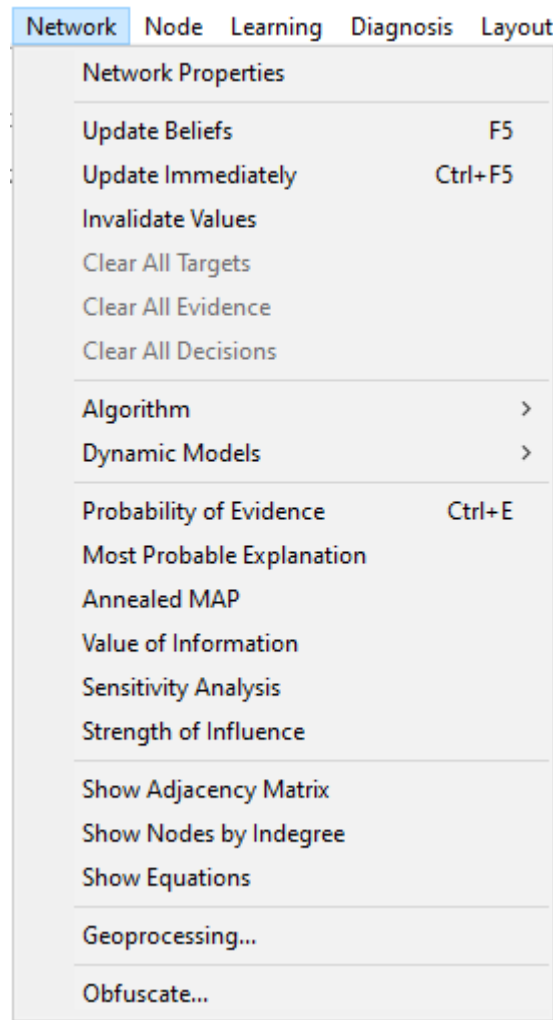 Network Node Learning Diagnosis Layout
Network Properties
Update Beliefs F5
Update Immediately Ctrl+F5
Invalidate Values
Clear All Targets
Clear All Evidence
Clear All Decisions
Algorithm
Dynamic Models
Probability of Evidence Ctrl+E
Most Probable Explanation
Annealed MAP
Value of Information
Sensitivity Analysis
Strength of Influence
Show Adjacency Matrix
Show Nodes by Indegree
Show Equations
Geoprocessing...
Obfuscate...